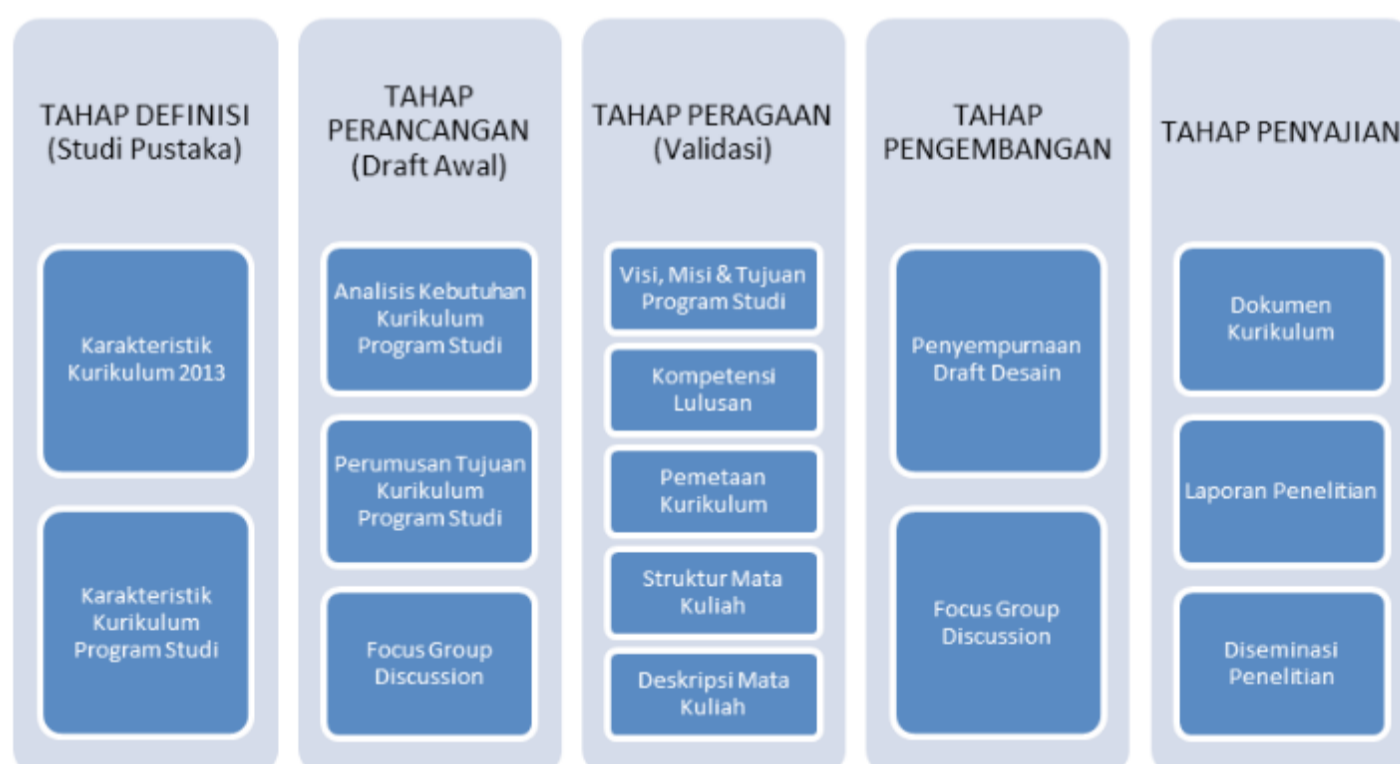 TAHAP DEFINISI
(Studi Pustaka)
Karakteristik
Kurikulum 2013
Karakteristik
Kurikulum
Program Studi
TAHAP
PERANCANGAN
(Draft Awal)
Analisis Kebutuhan
Kurikulum
Program Studi
Perumusan Tujuan
Kurikulum
Program Studi
Focus Group
Discussion
TAHAP PERAGAAN
(Validasi)
Visi, Misi & Tujuan
Program Studi
Kompetensi
Lulusan
Pemetaan
Kurikulum
Struktur Mata
Kuliah
Deskripsi Mata
Kuliah
TAHAP
PENGEMBANGAN
Penyempurnaan
Draft Desain
Focus Group
Discussion
TAHAP PENYAJIAN
Dokumen
Kurikulum
Laporan Penelitian
Diseminasi
Penelitian